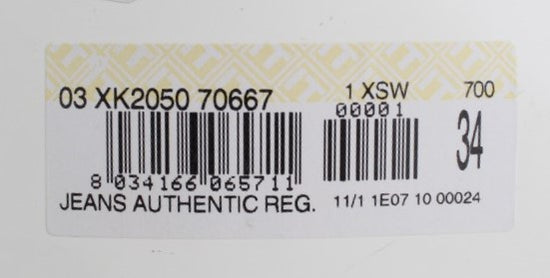 03 XK2050 70667 1 XSW 700
00001
34
8 034166 065711
JEANS AUTHENTIC REG. 11/1 1E07 10 00024